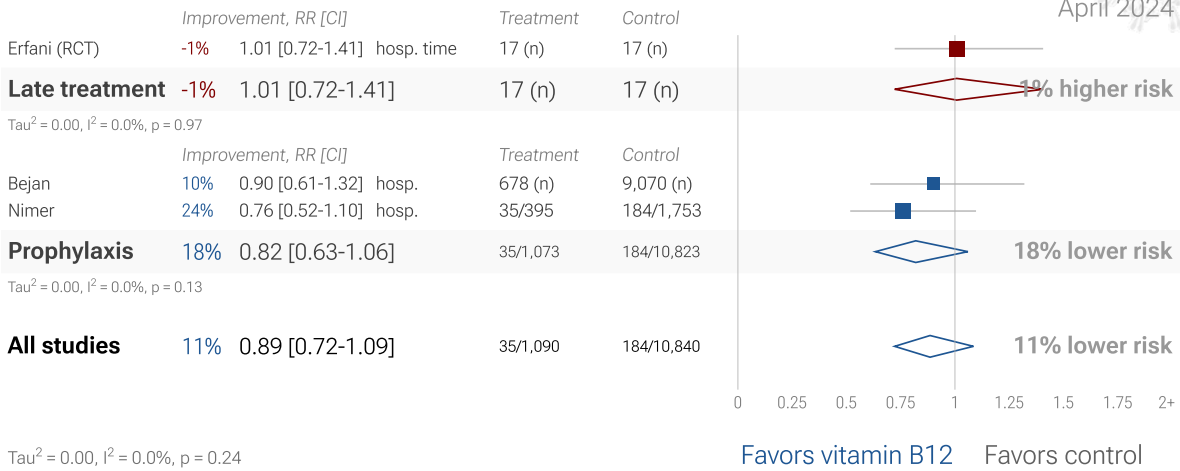 April 2024
Improvement, RR [CI] Treatment Control
Erfani (RCT) -1% 1.01 [0.72-1.41] hosp. time 17 (n) 17 (n)
Late treatment -1% 1.01 [0.72-1.41] 17 (n) 17 (n) 1% higher risk
Tau² = 0.00, I² = 0.0%, p = 0.97
Improvement, RR [CI] Treatment Control
Bejan 10% 0.90 [0.61-1.32] hosp. 678 (n) 9,070 (n)
Nimer 24% 0.76 [0.52-1.10] hosp. 35/395 184/1,753
Prophylaxis 18% 0.82 [0.63-1.06] 35/1,073 184/10,823 18% lower risk
Tau² = 0.00, I² = 0.0%, p = 0.13
All studies 11% 0.89 [0.72-1.09] 35/1,090 184/10,840 11% lower risk
0 0.25 0.5 0.75 1 1.25 1.5 1.75 2+
Tau² = 0.00, I² = 0.0%, p = 0.24 Favors vitamin B12 Favors control